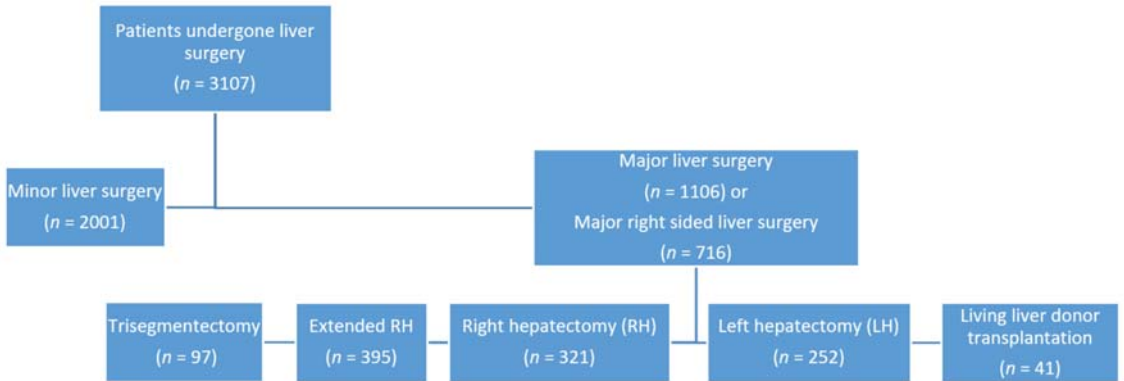 Patients undergone liver
surgery
(n = 3107)
Minor liver surgery
(n = 2001)
Major liver surgery
(n = 1106) or
Major right sided liver surgery
(n = 716)
Trisegmentectomy
(n = 97)
Extended RH
(n = 395)
Right hepatectomy (RH)
(n = 321)
Left hepatectomy (LH)
(n = 252)
Living liver donor
transplantation
(n = 41)